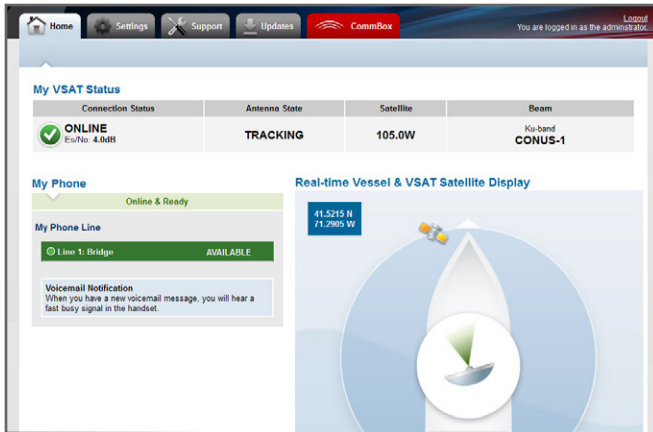 Home
Settings
Support
Updates
CommBox
Logout
You are logged in as the adminstrator.
My VSAT Status
Connection Status
Antenna State
Satellite
Beam
ONLINE
Es/No: 4.0dB
TRACKING
105.0W
Ku-band
CONUS-1
My Phone
Online & Ready
My Phone Line
Line 1: Bridge
AVAILABLE
Voicemail Notification
When you have a new voicemail message, you will hear a
fast busy signal in the handset.
Real-time Vessel & VSAT Satellite Display
41.5215 N
71.2905 W